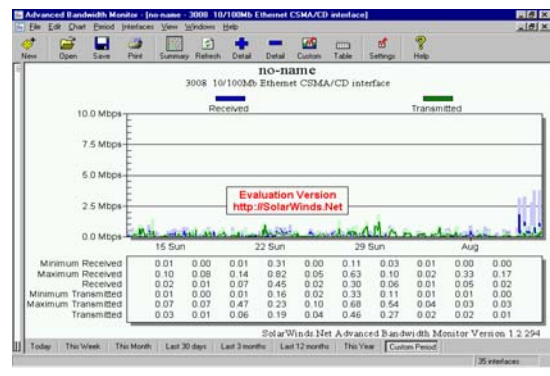 Advanced Bandwidth Monitor - [no-name - 3008 10/100Mb Ethernet CSMA/CD interface]
File Edit Chart Period Interfaces View Windows Help
New Open Save Print Summary Refresh Detail Detail Custom Table Settings Help
no-name
3008 10/100Mb Ethernet CSMA/CD interface
Received Transmitted
10.0 Mbps
7.5 Mbps
5.0 Mbps
2.5 Mbps
0.0 Mbps
Evaluation Version
http://SolarWinds.Net
15 Sun 22 Sun 29 Sun Aug
Minimum Received 0.01 0.00 0.01 0.31 0.00 0.11 0.03 0.01 0.00 0.00
Maximum Received 0.10 0.08 0.14 0.82 0.05 0.63 0.10 0.02 0.33 0.17
Received 0.02 0.01 0.07 0.45 0.02 0.30 0.06 0.01 0.05 0.02
Minimum Transmitted 0.01 0.00 0.01 0.16 0.02 0.33 0.11 0.01 0.01 0.00
Maximum Transmitted 0.07 0.07 0.47 0.23 0.10 0.68 0.54 0.04 0.03 0.03
Transmitted 0.03 0.01 0.06 0.19 0.04 0.46 0.27 0.02 0.02 0.01
SolarWinds.Net Advanced Bandwidth Monitor Version 1.2.294
Today This Week This Month Last 30 days Last 3 months Last 12 months This Year Custom Period
35 interfaces